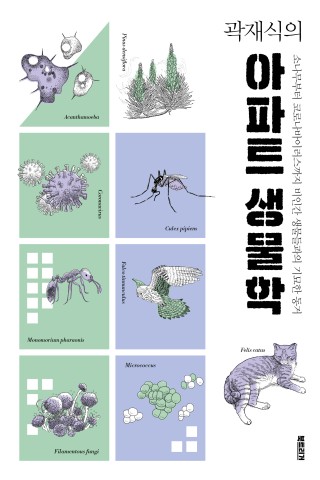 곽재식의
아파트 생물학
소나무부터 코로나바이러스까지 비인간 생물들과의 기묘한 동거
Acanthamoeba
Pinus densiflora
Coronavirus
Culex pipiens
Monomorium pharaonis
Falco tinnunculus
Felis catus
Filamentous fungi
Micrococcus
북트리거